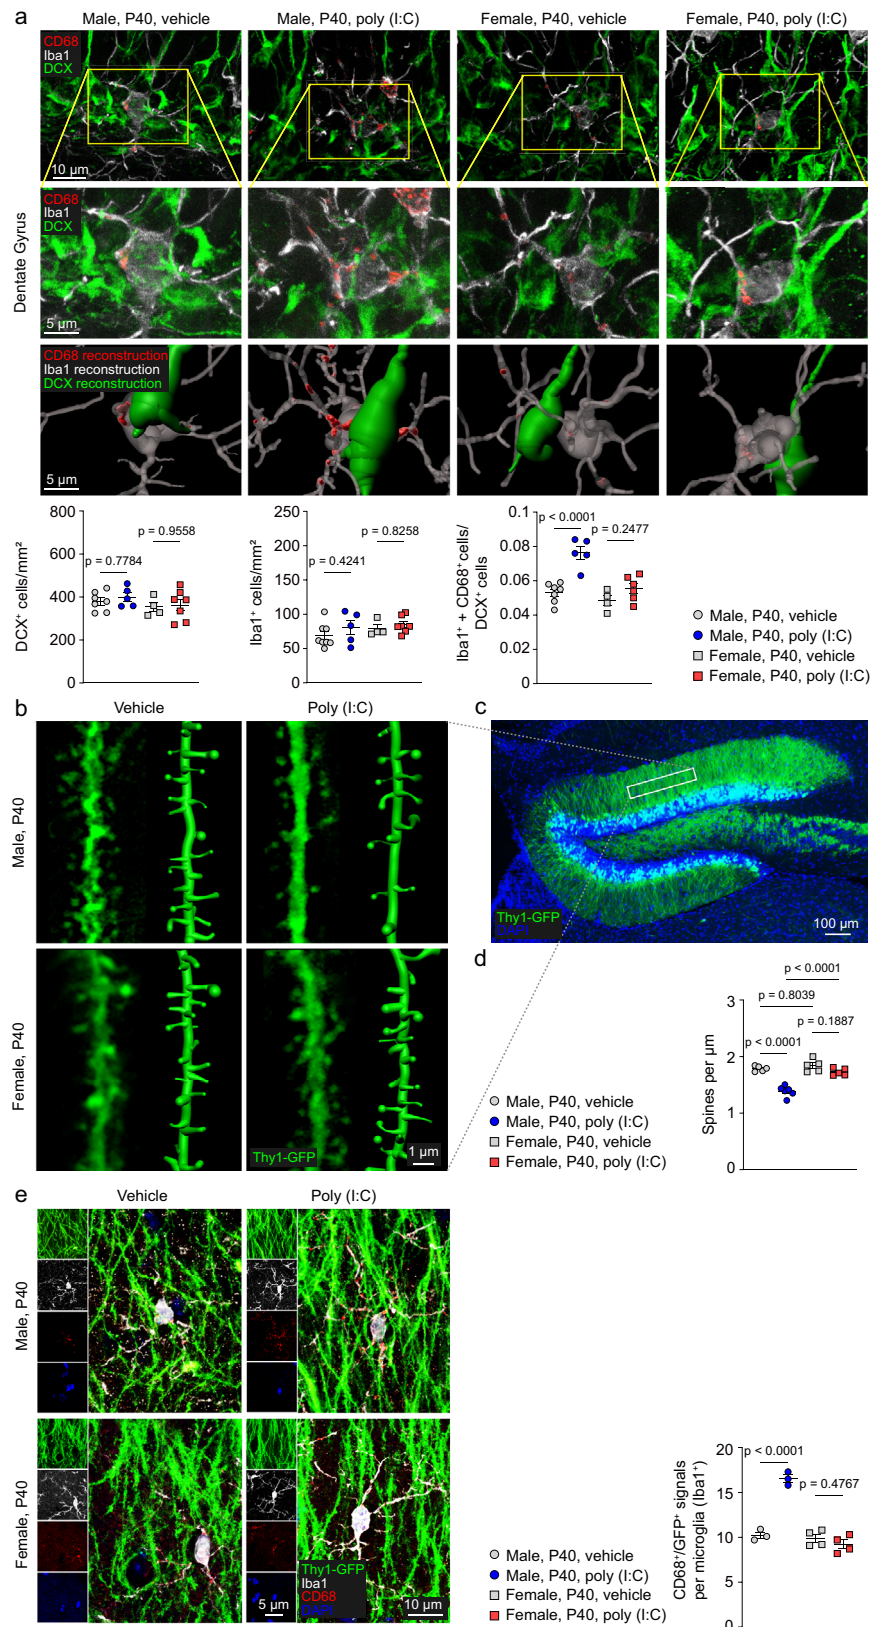 a
Male, P40, vehicle
Male, P40, poly (I:C)
Female, P40, vehicle
Female, P40, poly (I:C)
Dentate Gyrus
CD68
Iba1
DCX
10 µm
CD68
Iba1
DCX
5 µm
CD68 reconstruction
Iba1 reconstruction
DCX reconstruction
5 µm
DCX⁺ cells/mm²
800
600
400
200
0
p = 0.7784
p = 0.9558
Iba1⁺ cells/mm²
250
200
150
100
50
0
p = 0.4241
p = 0.8258
Iba1⁺ + CD68⁺cells/
DCX⁺ cells
0.1
0.08
0.06
0.04
0.02
0
p < 0.0001
p = 0.2477
Male, P40, vehicle
Male, P40, poly (I:C)
Female, P40, vehicle
Female, P40, poly (I:C)
b
Vehicle
Poly (I:C)
Male, P40
Female, P40
Thy1-GFP
1 µm
c
Thy1-GFP
DAPI
100 µm
d
Male, P40, vehicle
Male, P40, poly (I:C)
Female, P40, vehicle
Female, P40, poly (I:C)
Spines per µm
3
2
1
0
p < 0.0001
p = 0.8039
p = 0.1887
p < 0.0001
e
Vehicle
Poly (I:C)
Male, P40
Female, P40
5 µm
Thy1-GFP
Iba1
CD68
DAPI
10 µm
Male, P40, vehicle
Male, P40, poly (I:C)
Female, P40, vehicle
Female, P40, poly (I:C)
CD68⁺/GFP⁺ signals
per microglia (Iba1⁺)
20
15
10
5
0
p < 0.0001
p = 0.4767